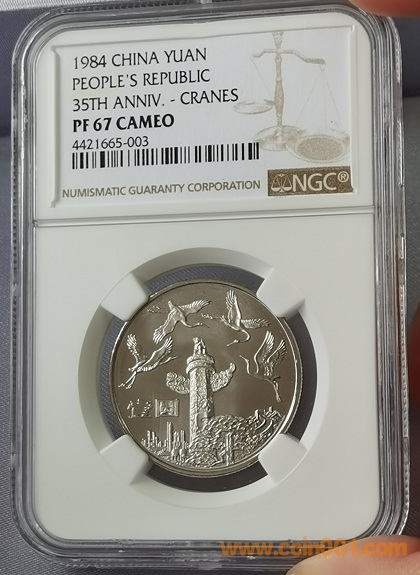 1984 CHINA YUAN
PEOPLE'S REPUBLIC
35TH ANNIV. - CRANES
PF 67 CAMEO
4421665-003
NUMISMATIC GUARANTY CORPORATION NGC®
www.coin001.com